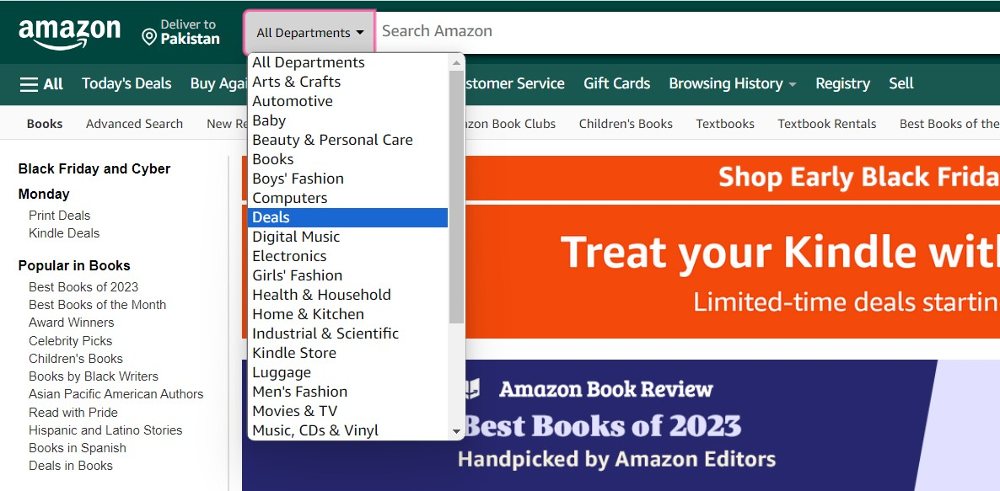 amazon
Deliver to
Pakistan
All Departments
Search Amazon
All
Today's Deals
Buy Agai
stomer Service
Gift Cards
Browsing History
Registry
Sell
Books
Advanced Search
New Re
zon Book Clubs
Children's Books
Textbooks
Textbook Rentals
Best Books of the
All Departments
Arts & Crafts
Automotive
Baby
Beauty & Personal Care
Books
Boys' Fashion
Computers
Deals
Digital Music
Electronics
Girls' Fashion
Health & Household
Home & Kitchen
Industrial & Scientific
Kindle Store
Luggage
Men's Fashion
Movies & TV
Music, CDs & Vinyl
Black Friday and Cyber
Monday
Print Deals
Kindle Deals
Popular in Books
Best Books of 2023
Best Books of the Month
Award Winners
Celebrity Picks
Children's Books
Books by Black Writers
Asian Pacific American Authors
Read with Pride
Hispanic and Latino Stories
Books in Spanish
Deals in Books
Shop Early Black Frida
Treat your Kindle with
Limited-time deals startin
Amazon Book Review
Best Books of 2023
Handpicked by Amazon Editors